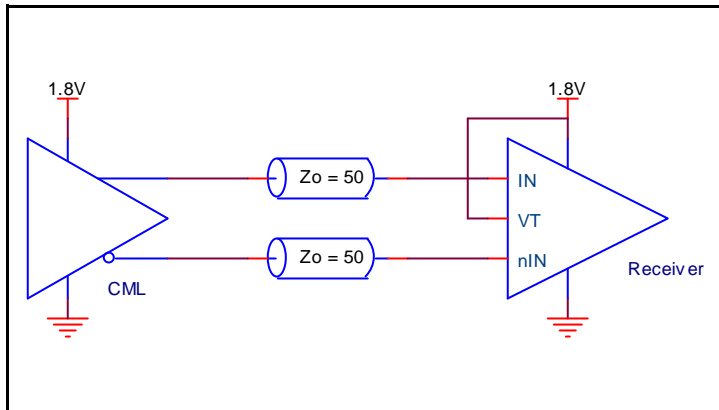 1.8V
1.8V
Zo = 50
IN
VT
Zo = 50
nIN
Receiver
CML